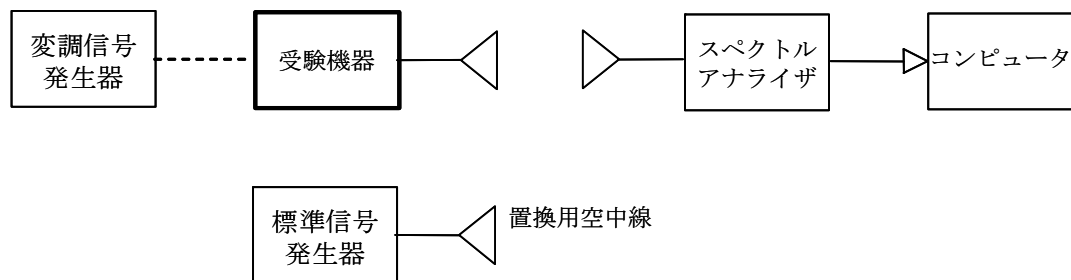 変調信号
発生器
受験機器
スペクトル
アナライザ
コンピュータ
標準信号
発生器
置換用空中線